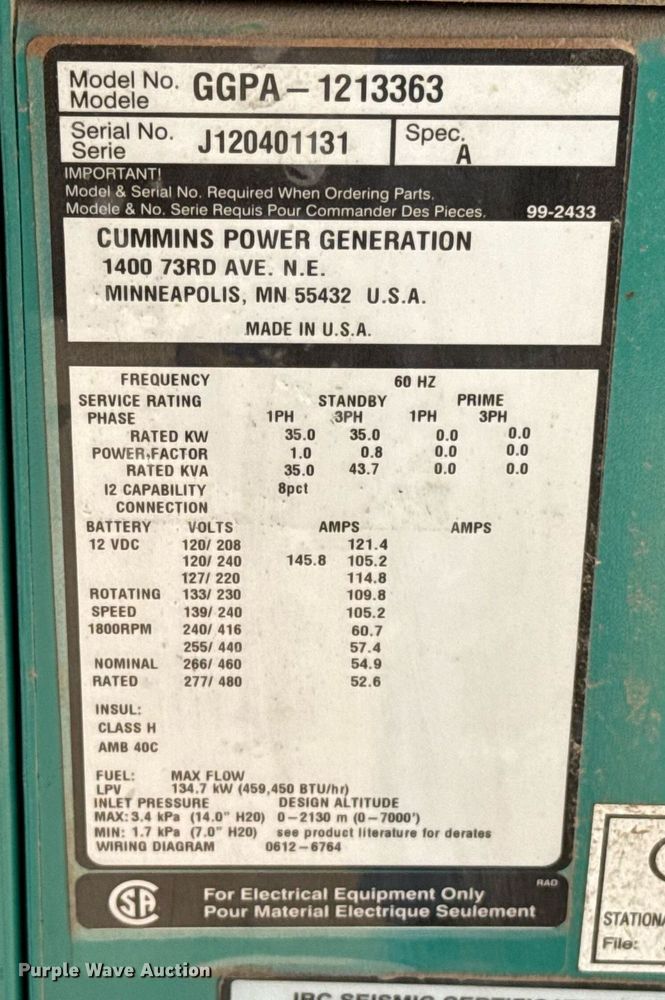 Model No. GGPA – 1213363
Modele
Serial No. J120401131 Spec. A
Serie
IMPORTANT!
Model & Serial No. Required When Ordering Parts.
Modele & No. Serie Requis Pour Commander Des Pieces. 99-2433
CUMMINS POWER GENERATION
1400 73RD AVE. N.E.
MINNEAPOLIS, MN 55432 U.S.A.
MADE IN U.S.A.
FREQUENCY 60 HZ
SERVICE RATING STANDBY PRIME
PHASE 1PH 3PH 1PH 3PH
RATED KW 35.0 35.0 0.0 0.0
POWER FACTOR 1.0 0.8 0.0 0.0
RATED KVA 35.0 43.7 0.0 0.0
I2 CAPABILITY 8pct
CONNECTION
BATTERY VOLTS AMPS AMPS
12 VDC 120/ 208 121.4
120/ 240 145.8 105.2
127/ 220 114.8
ROTATING 133/ 230 109.8
SPEED 139/ 240 105.2
1800RPM 240/ 416 60.7
255/ 440 57.4
NOMINAL 266/ 460 54.9
RATED 277/ 480 52.6
INSUL:
CLASS H
AMB 40C
FUEL: MAX FLOW
LPV 134.7 kW (459,450 BTU/hr)
INLET PRESSURE DESIGN ALTITUDE
MAX: 3.4 kPa (14.0" H20) 0 – 2130 m (0 – 7000')
MIN: 1.7 kPa (7.0" H20) see product literature for derates
WIRING DIAGRAM 0612 – 6764
RAD
SA For Electrical Equipment Only
Pour Material Electrique Seulement
STATION
File:
Purple Wave Auction
IBC SEISMIC